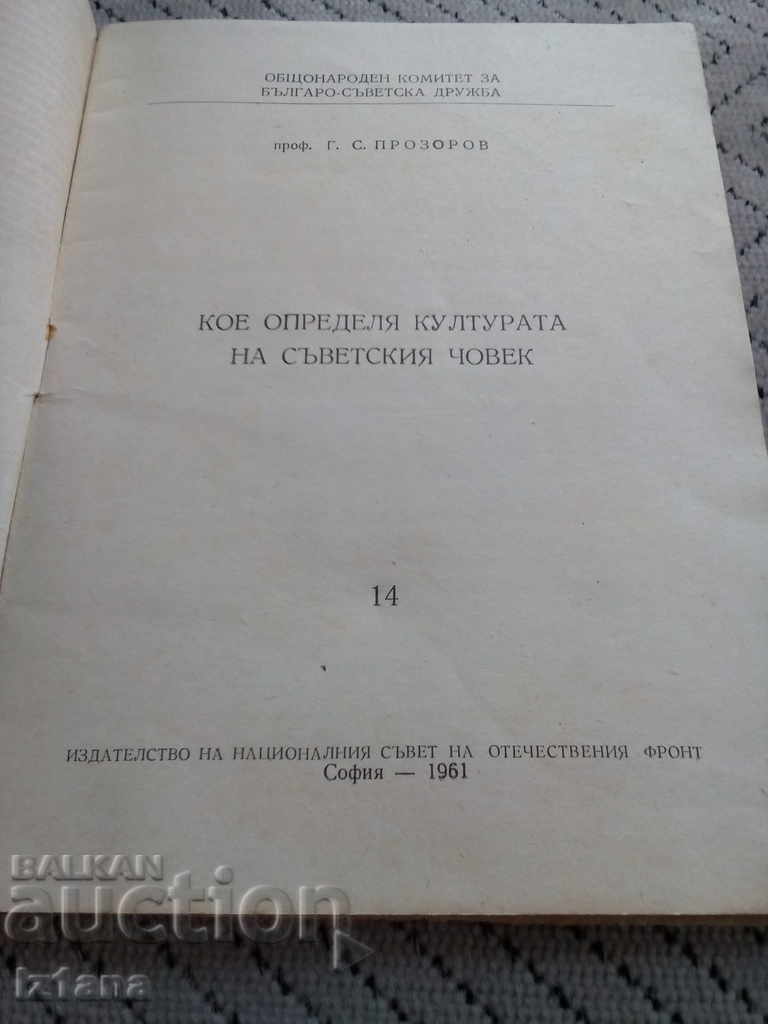 ОБЩОНАРОДЕН КОМИТЕТ ЗА
БЪЛГАРО-СЪВЕТСКА ДРУЖБА
проф. Г. С. ПРОЗОРОВ
КОЕ ОПРЕДЕЛЯ КУЛТУРАТА
НА СЪВЕТСКИЯ ЧОВЕК
14
ИЗДАТЕЛСТВО НА НАЦИОНАЛНИЯ СЪВЕТ НА ОТЕЧЕСТВЕНИЯ ФРОНТ
София — 1961
BALKAN
auction
iz1ana